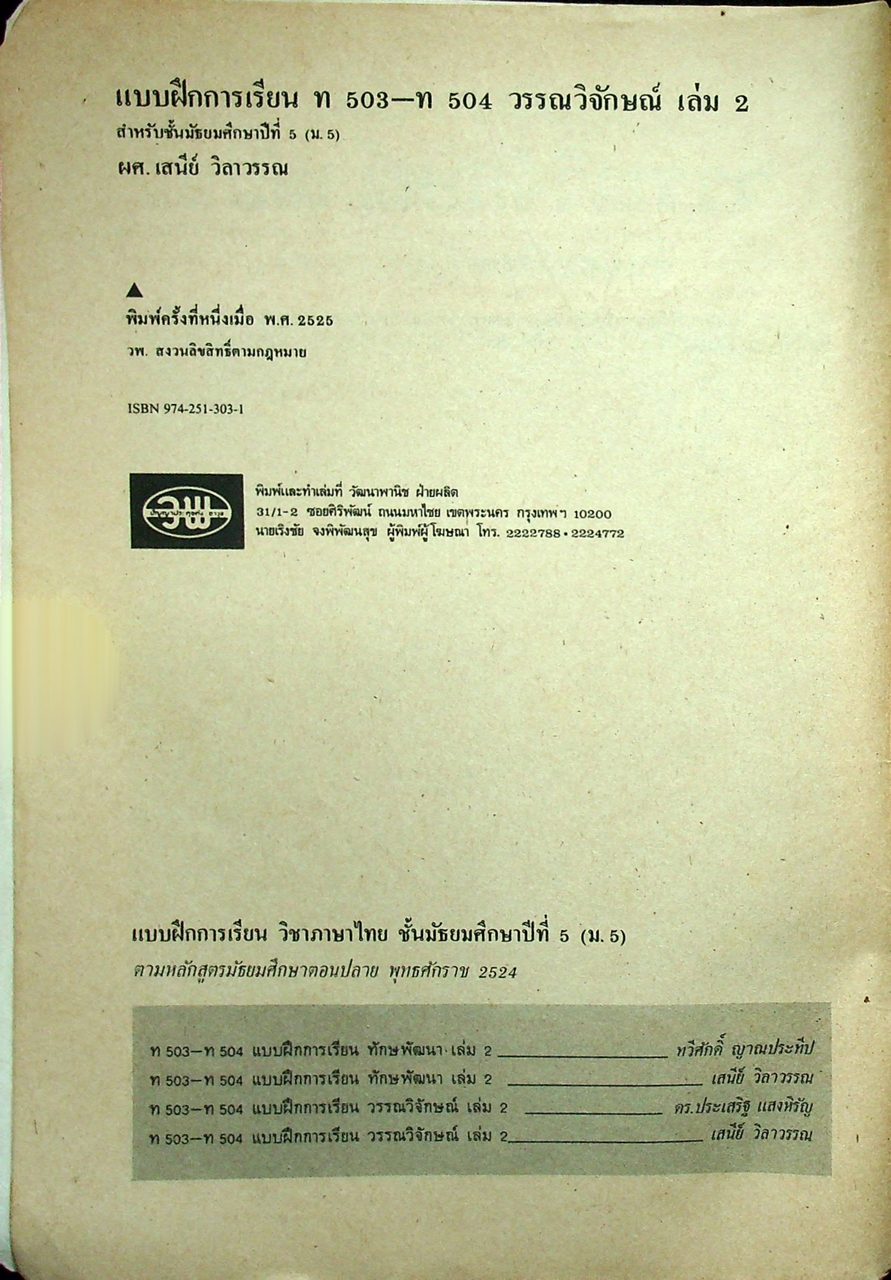 แบบฝึกการเรียน ท 503—ท 504 วรรณวิจักษณ์ เล่ม 2
สำหรับชั้นมัธยมศึกษาปีที่ 5 (ม. 5)
ผศ. เสนีย์ วิลาวรรณ
▲
พิมพ์ครั้งที่หนึ่งเมื่อ พ.ศ. 2525
วพ. สงวนลิขสิทธิ์ตามกฎหมาย
ISBN 974-251-303-1
วพ
พิมพ์และทำเล่มที่ วัฒนาพานิช ฝ่ายผลิต
31/1-2 ซอยศิริพัฒน์ ถนนมหาไชย เขตพระนคร กรุงเทพฯ 10200
นายเริงชัย จงพิพัฒนสุข ผู้พิมพ์ผู้โฆษณา โทร. 2222788 • 2224772
แบบฝึกการเรียน วิชาภาษาไทย ชั้นมัธยมศึกษาปีที่ 5 (ม. 5)
ตามหลักสูตรมัธยมศึกษาตอนปลาย พุทธศักราช 2524
ท 503—ท 504 แบบฝึกการเรียน ทักษพัฒนา เล่ม 2 ทวีศักดิ์ ญาณประทีป
ท 503—ท 504 แบบฝึกการเรียน ทักษพัฒนา เล่ม 2 เสนีย์ วิลาวรรณ
ท 503—ท 504 แบบฝึกการเรียน วรรณวิจักษณ์ เล่ม 2 ดร.ประเสริฐ แสงหิรัญ
ท 503—ท 504 แบบฝึกการเรียน วรรณวิจักษณ์ เล่ม 2 เสนีย์ วิลาวรรณ